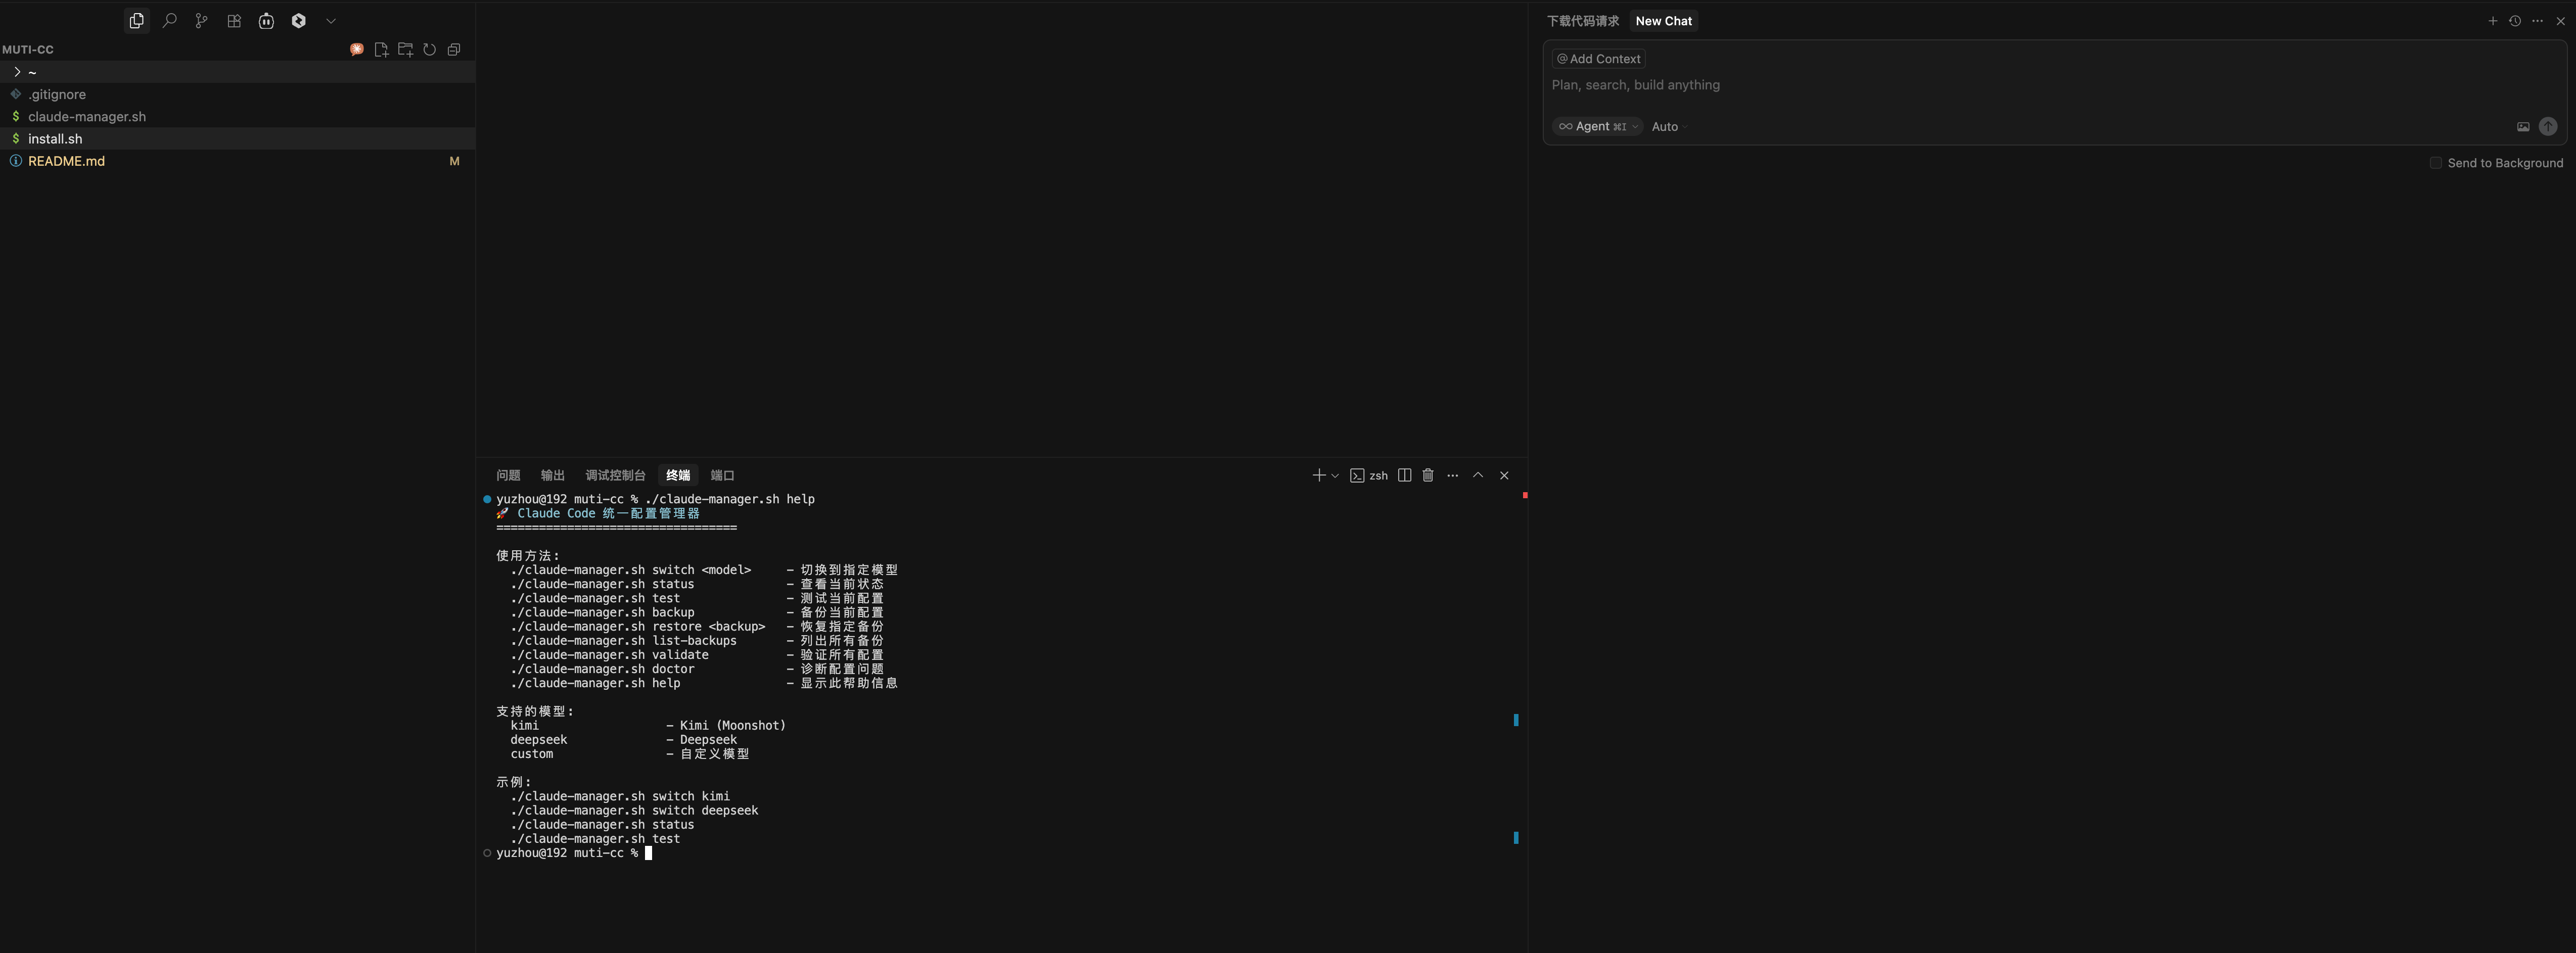 MUTI-CC
~
.gitignore
claude-manager.sh
install.sh
README.md M
问题 输出 调试控制台 终端 端口 zsh
yuzhou@192 muti-cc % ./claude-manager.sh help
🚀 Claude Code 统一配置管理器
==================================
使用方法:
./claude-manager.sh switch <model> - 切换到指定模型
./claude-manager.sh status - 查看当前状态
./claude-manager.sh test - 测试当前配置
./claude-manager.sh backup - 备份当前配置
./claude-manager.sh restore <backup> - 恢复指定备份
./claude-manager.sh list-backups - 列出所有备份
./claude-manager.sh validate - 验证所有配置
./claude-manager.sh doctor - 诊断配置问题
./claude-manager.sh help - 显示此帮助信息
支持的模型:
kimi - Kimi (Moonshot)
deepseek - Deepseek
custom - 自定义模型
示例:
./claude-manager.sh switch kimi
./claude-manager.sh switch deepseek
./claude-manager.sh status
./claude-manager.sh test
yuzhou@192 muti-cc %
下载代码请求 New Chat
@ Add Context
Plan, search, build anything
∞ Agent ⌘I Auto
Send to Background